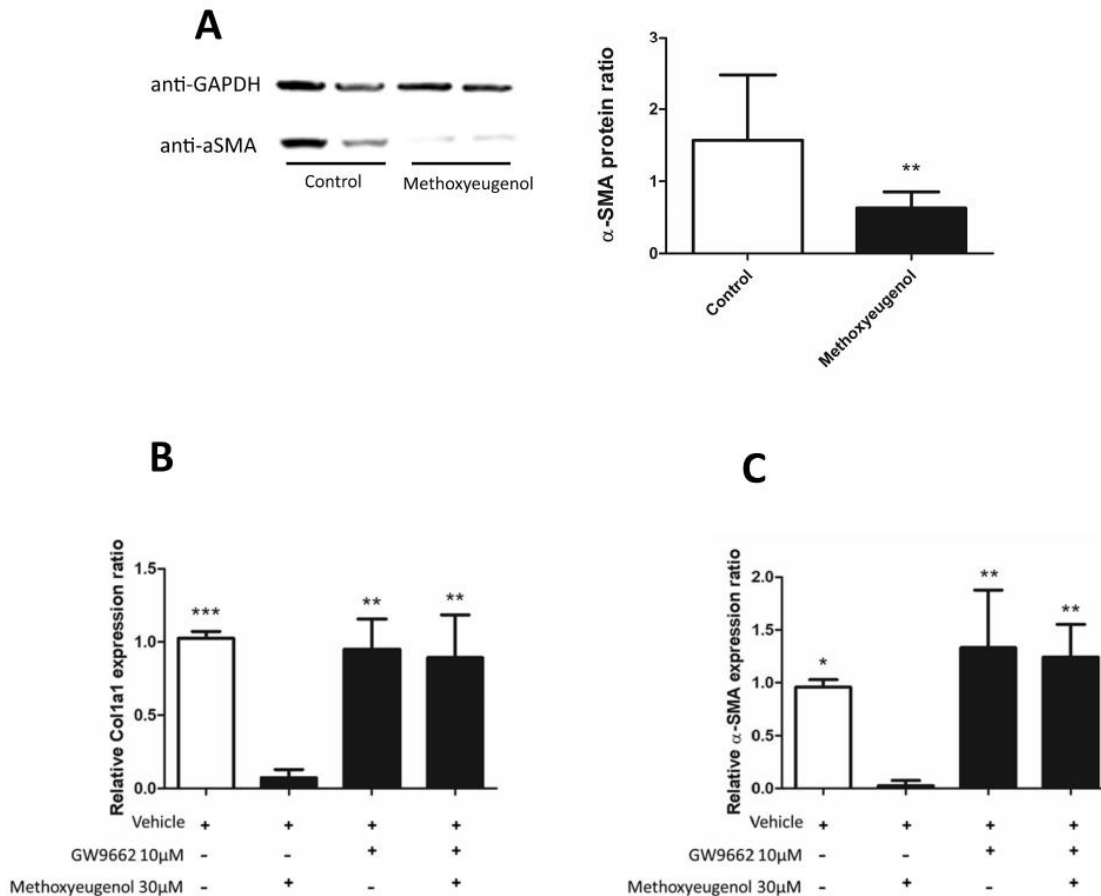 A
anti-GAPDH
anti-aSMA
Control Methoxyeugenol
α-SMA protein ratio
3
2
1
0
**
Control
Methoxyeugenol
B
Relative Col1a1 expression ratio
1.5
1.0
0.5
0.0
*** ** **
Vehicle + + + +
GW9662 10μM - - + +
Methoxyeugenol 30μM - + - +
C
Relative α-SMA expression ratio
2.0
1.5
1.0
0.5
0.0
* ** **
Vehicle + + + +
GW9662 10μM - - + +
Methoxyeugenol 30μM - + - +